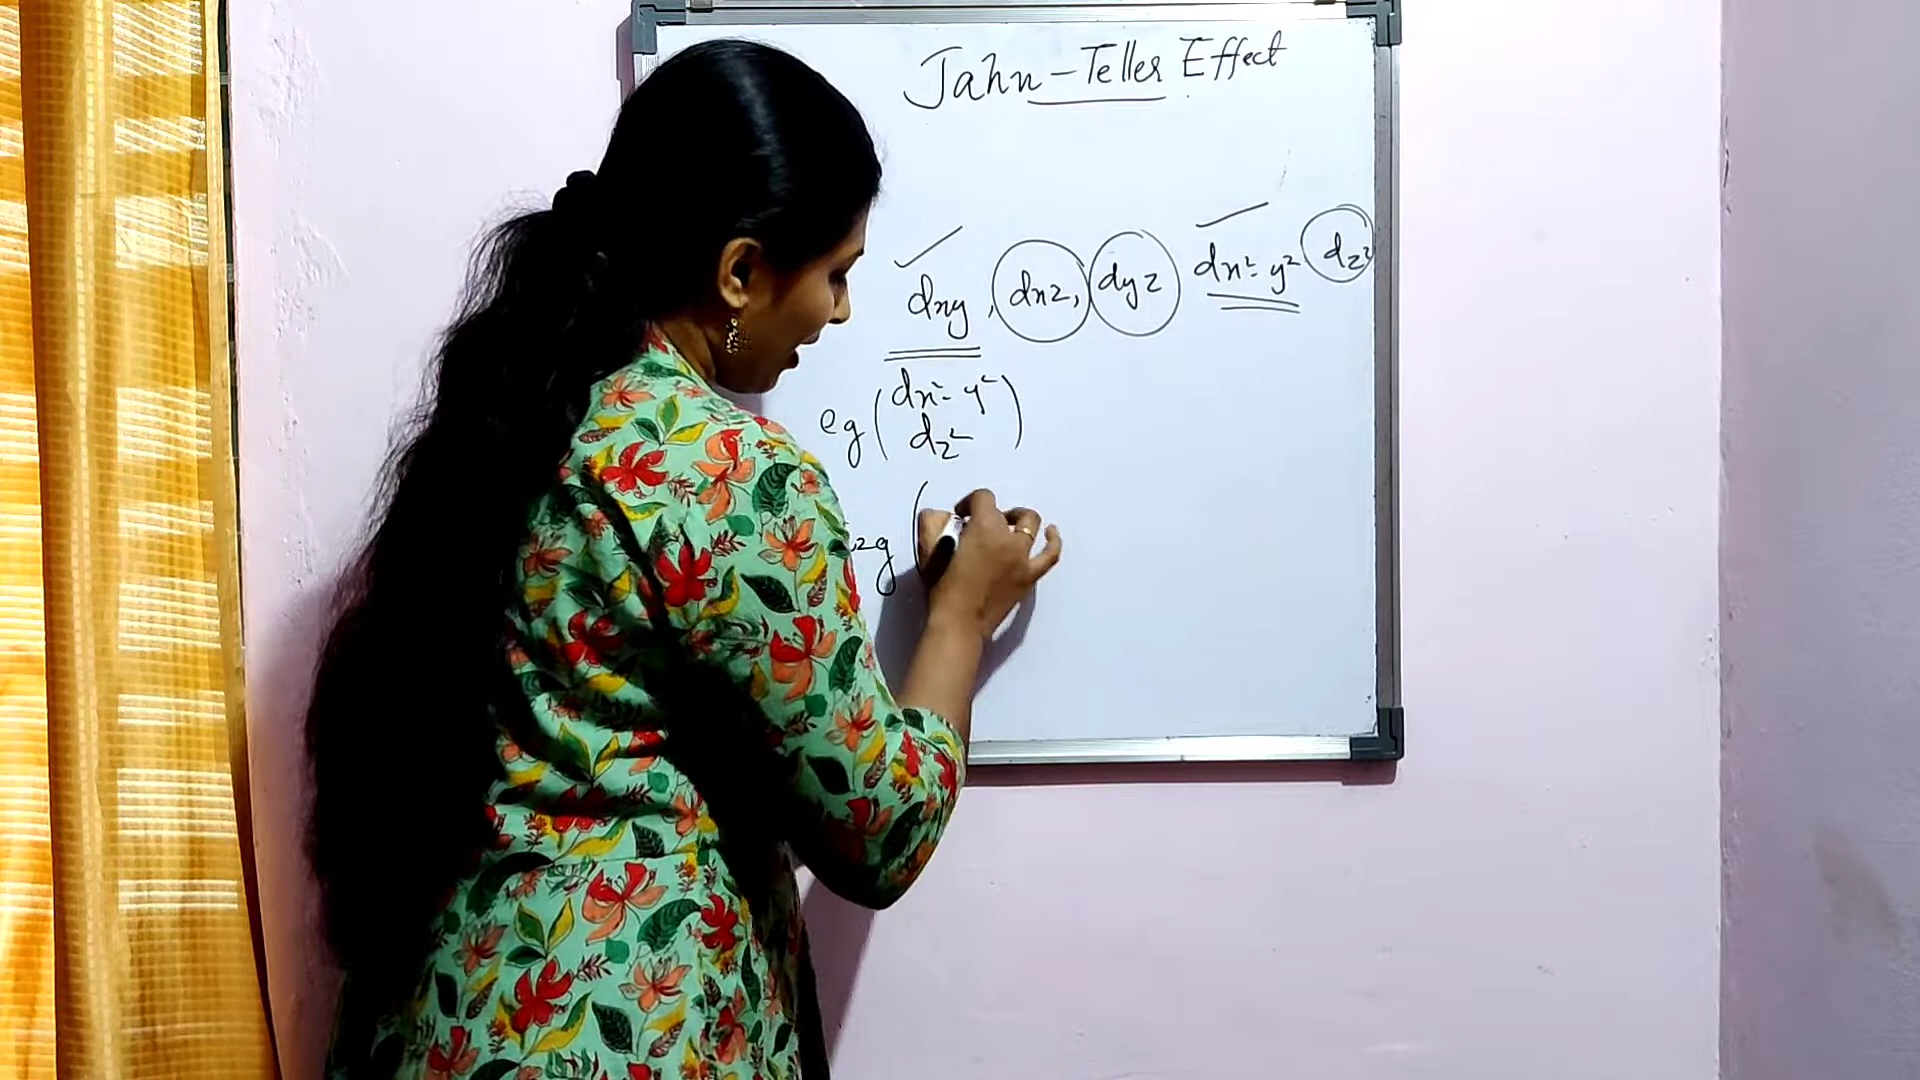 Jahn-Teller Effect
dxy, dxz, dyz dx²-y² dz²
eg ( dx²-y²
dz² )
2g (